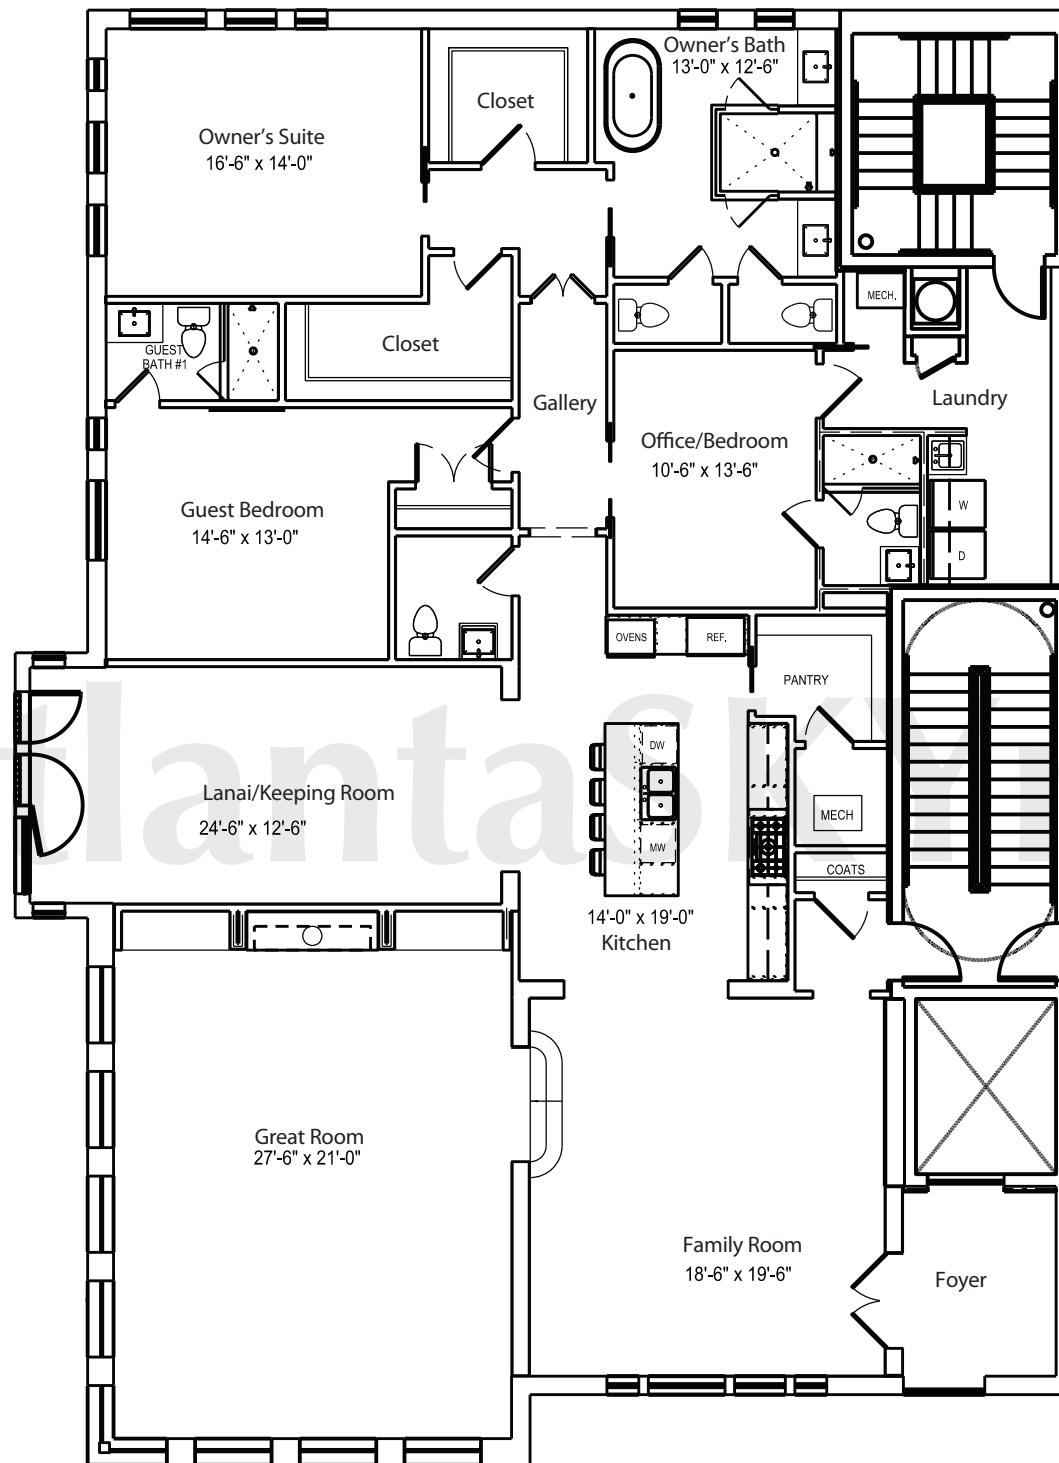 Owner's Bath
13'-0" x 12'-6"
Closet
Owner's Suite
16'-6" x 14'-0"
MECH.
GUEST
BATH #1
Closet
Gallery
Laundry
Office/Bedroom
10'-6" x 13'-6"
Guest Bedroom
14'-6" x 13'-0"
W
D
OVENS
REF.
PANTRY
DW
Lanai/Keeping Room
24'-6" x 12'-6"
MECH
MW
COATS
14'-0" x 19'-0"
Kitchen
Great Room
27'-6" x 21'-0"
Family Room
18'-6" x 19'-6"
Foyer
tlantaSKY